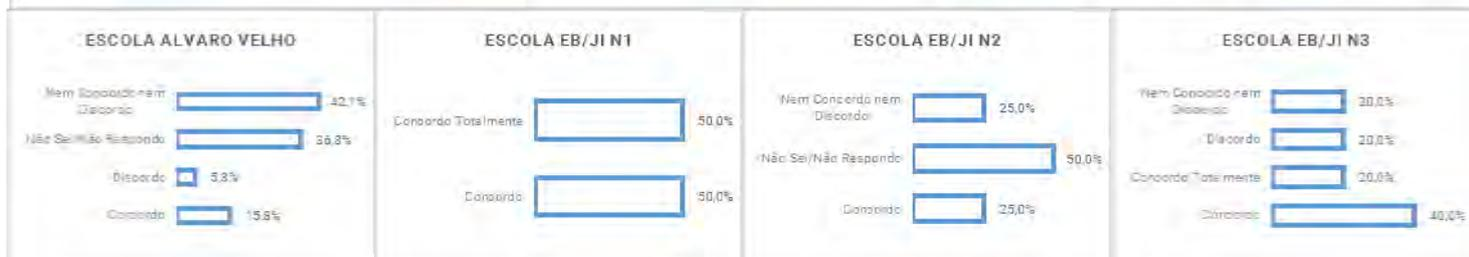 ESCOLA ALVARO VELHO
Nem Concordo nem
Discordo
42,1%
Não Sei/Não Respondo
36,8%
Discordo
5,3%
Concordo
15,8%
ESCOLA EB/JI N1
Concordo Totalmente
50,0%
Concordo
50,0%
ESCOLA EB/JI N2
Nem Concordo nem
Discordo
25,0%
Não Sei/Não Respondo
50,0%
Concordo
25,0%
ESCOLA EB/JI N3
Nem Concordo nem
Discordo
20,0%
Discordo
20,0%
Concordo Totalmente
20,0%
Concordo
40,0%